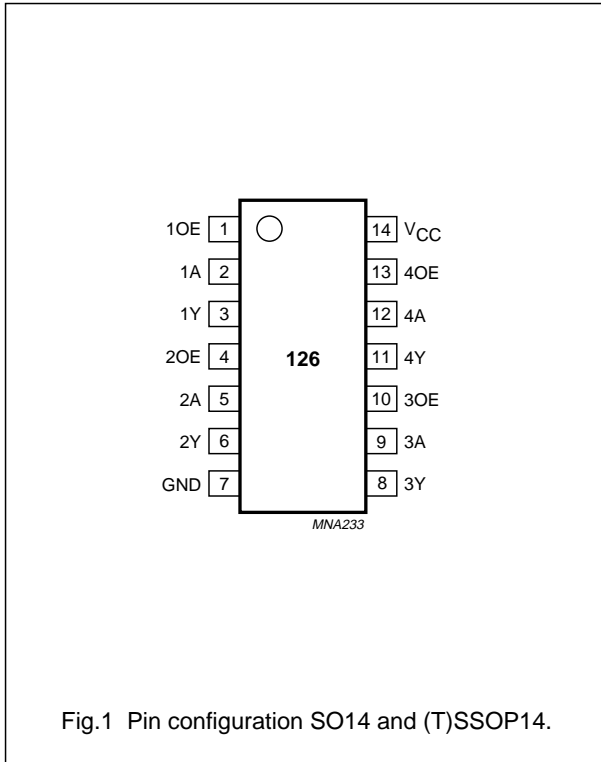 1OE 1 14 VCC
1A 2 13 4OE
1Y 3 12 4A
2OE 4 126 11 4Y
2A 5 10 3OE
2Y 6 9 3A
GND 7 8 3Y
MNA233
Fig.1 Pin configuration SO14 and (T)SSOP14.